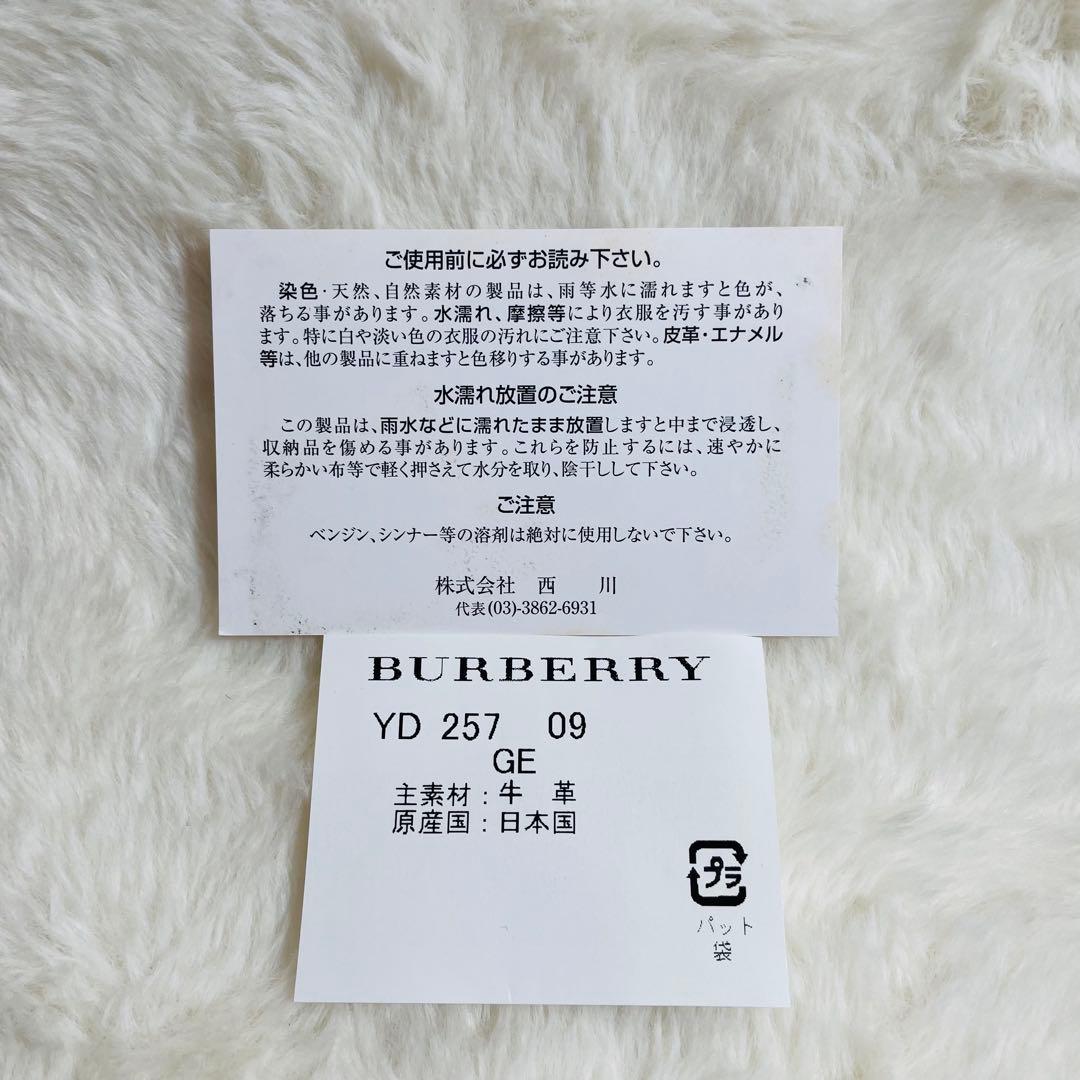 ご使用前に必ずお読み下さい。
染色・天然、自然素材の製品は、雨等水に濡れますと色が、
落ちる事があります。水濡れ、摩擦等により衣服を汚す事があり
ます。特に白や淡い色の衣服の汚れにご注意下さい。皮革・エナメル
等は、他の製品に重ねますと色移りする事があります。
水濡れ放置のご注意
この製品は、雨水などに濡れたまま放置しますと中まで浸透し、
収納品を傷める事があります。これらを防止するには、速やかに
柔らかい布等で軽く押さえて水分を取り、陰干しして下さい。
ご注意
ベンジン、シンナー等の溶剤は絶対に使用しないで下さい。
株式会社 西 川
代表(03)-3862-6931
BURBERRY
YD 257 09
GE
主素材：牛 革
原産国：日本国
プラ
パット
袋